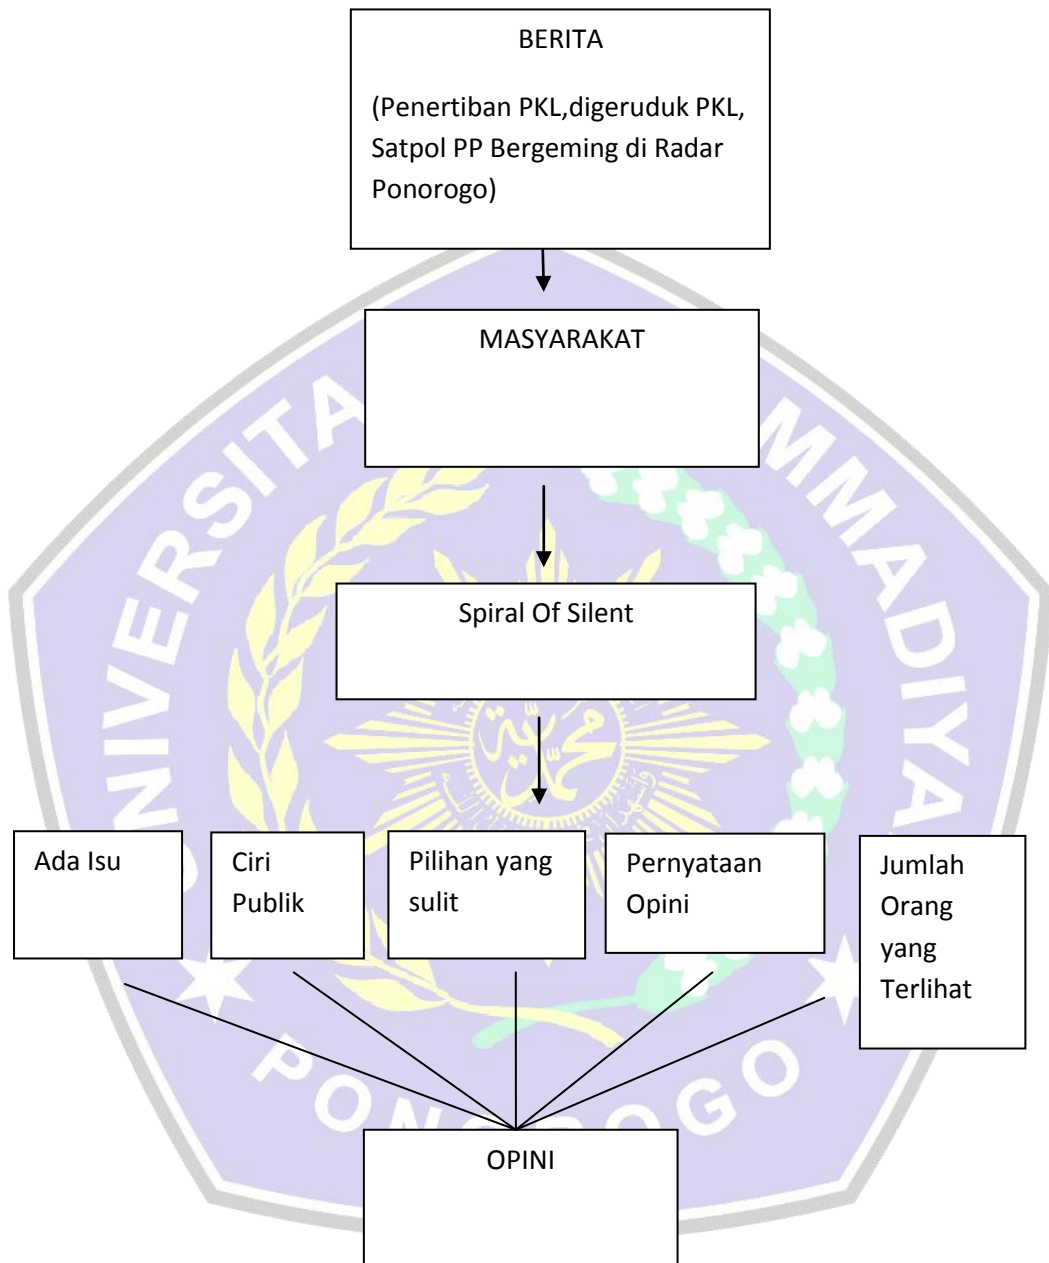 BERITA
(Penertiban PKL,digeruduk PKL,
Satpol PP Bergeming di Radar
Ponorogo)
MASYARAKAT
Spiral Of Silent
Ada Isu
Ciri
Publik
Pilihan yang
sulit
Pernyataan
Opini
Jumlah
Orang
yang
Terlihat
OPINI